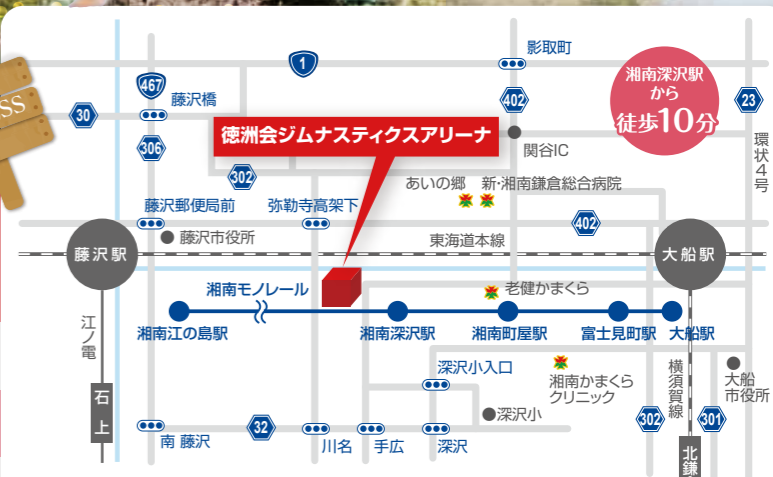 影取町
1
湘南深沢駅
から
徒歩10分
467
藤沢橋
SS
30
402
23
徳洲会ジムナスティクスアリーナ
306
関谷IC
環状4号
302
あいの郷
新・湘南鎌倉総合病院
藤沢郵便局前
弥勒寺高架下
402
藤沢市役所
東海道本線
藤沢駅
大船駅
湘南モノレール
老健かまくら
江ノ電
湘南江の島駅
湘南深沢駅
湘南町屋駅
富士見町駅
大船駅
深沢小入口
湘南かまくら
クリニック
横須賀線
大船
市役所
石上
深沢小
302
301
32
南 藤沢
川名
手広
深沢
北鎌